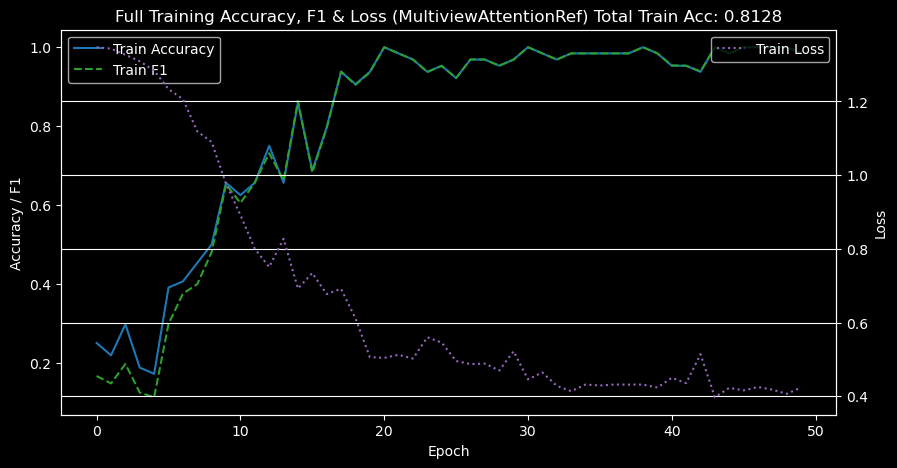 Full Training Accuracy, F1 & Loss (MultiviewAttentionRef) Total Train Acc: 0.8128
Train Accuracy
Train F1
Train Loss
1.0
0.8
0.6
0.4
0.2
Accuracy / F1
1.2
1.0
0.8
0.6
0.4
Loss
0 10 20 30 40 50
Epoch